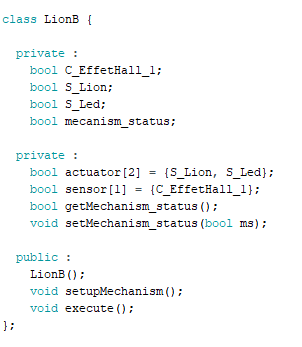 class LionB {
private :
bool C_EffetHall_1;
bool S_Lion;
bool S_Led;
bool mecanism_status;
private :
bool actuator[2] = {S_Lion, S_Led};
bool sensor[1] = {C_EffetHall_1};
bool getMechanism_status();
void setMechanism_status(bool ms);
public :
LionB();
void setupMechanism();
void execute();
};